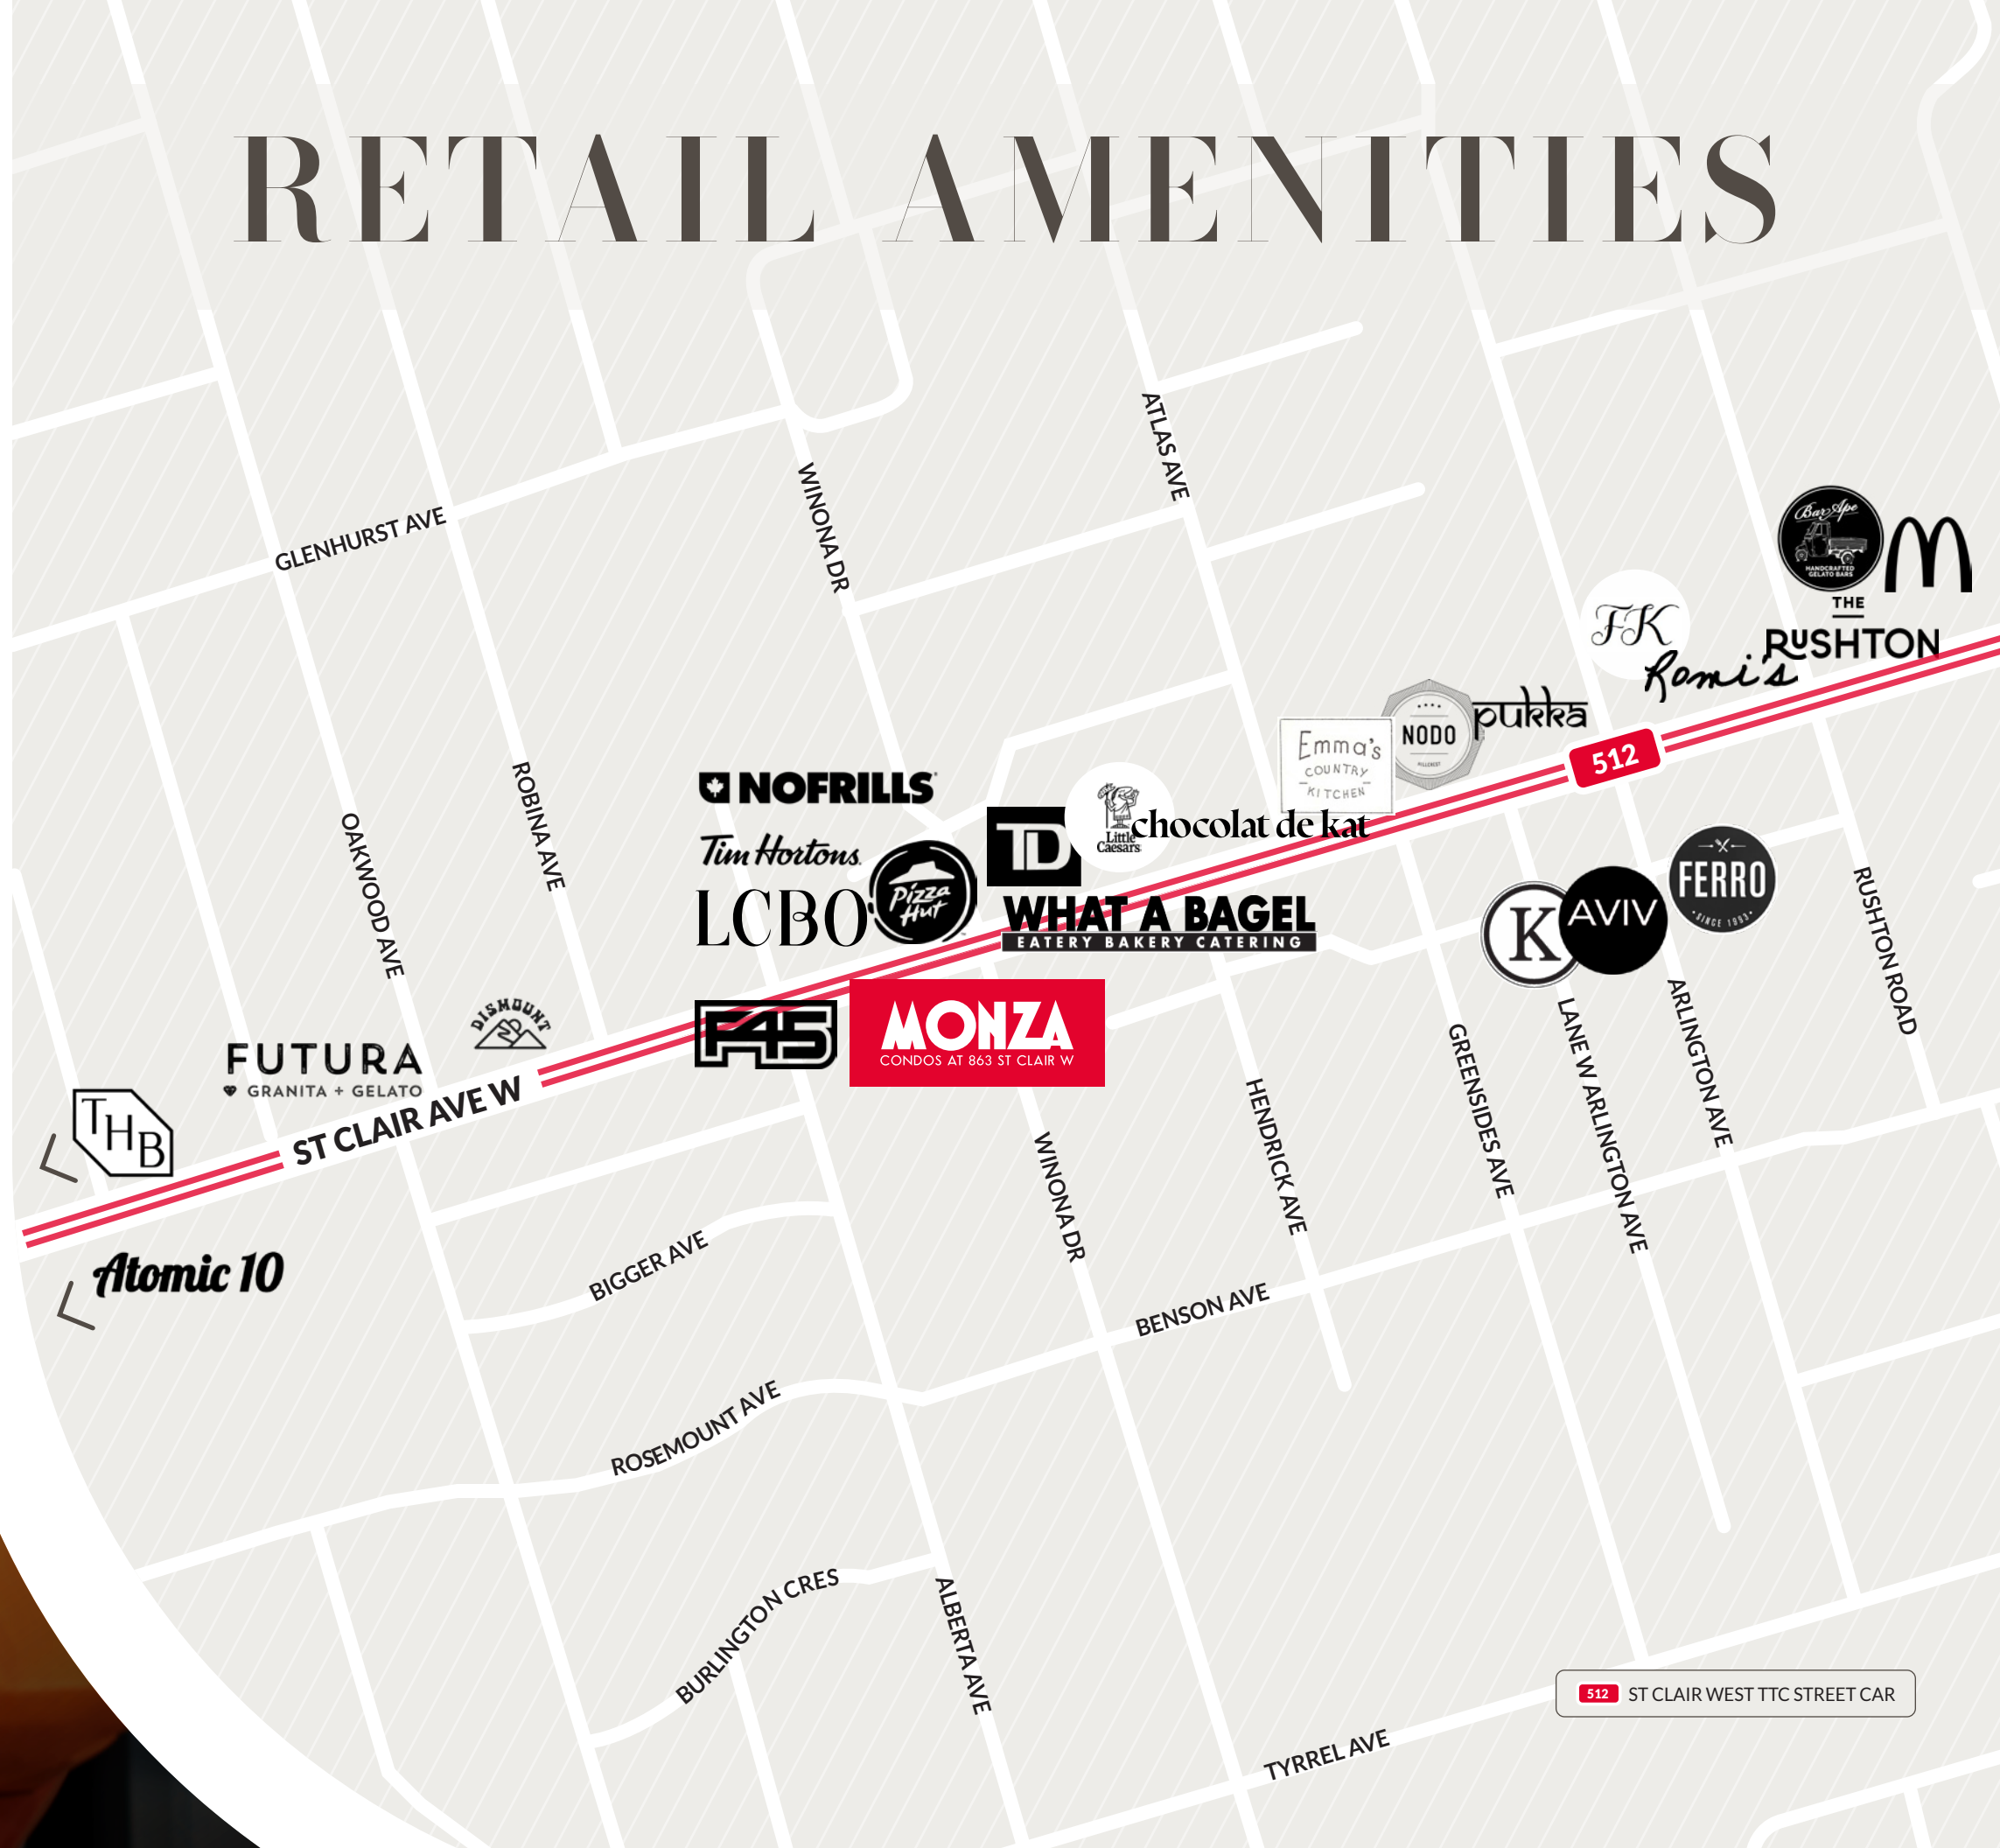 RETAIL AMENITIES
ATLAS AVE
WINONA DR
GLENHURST AVE
Bar Ape
HANDCRAFTED
GELATO BARS
THE
RUSHTON
FK
Romi's
pukka
NODO
HILLCREST
Emma's
COUNTRY
KITCHEN
512
NOFRILLS
Tim Hortons
LCBO
Pizza
Hut
TD
Little
Caesars
chocolat de kat
WHAT A BAGEL
EATERY BAKERY CATERING
ROBINA AVE
OAKWOOD AVE
K
AVIV
FERRO
SINCE 1993
RUSHTON ROAD
ARLINGTON AVE
LANE W ARLINGTON AVE
GREENSIDES AVE
HENDRICK AVE
F45
MONZA
CONDOS AT 863 ST CLAIR W
DISMOUNT
FUTURA
GRANITA + GELATO
ST CLAIR AVE W
THB
Atomic 10
WINONA DR
BIGGER AVE
BENSON AVE
ROSEMOUNT AVE
BURLINGTON CRES
ALBERTA AVE
TYRREL AVE
512 ST CLAIR WEST TTC STREET CAR